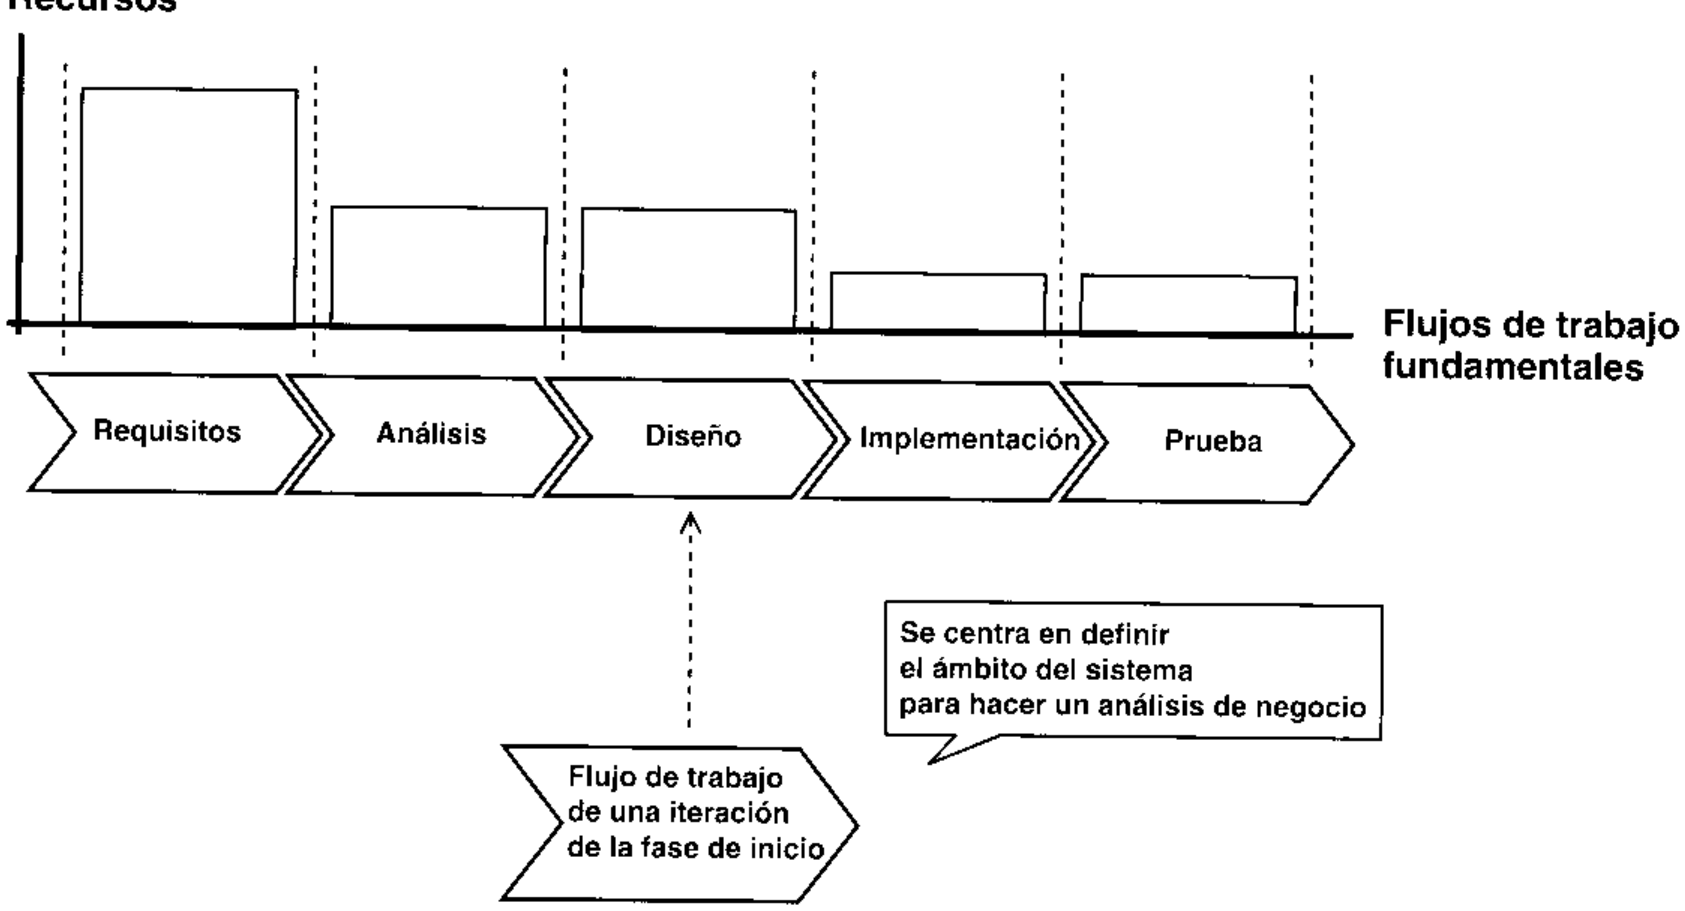 Recursos
Flujos de trabajo
fundamentales
Requisitos
Análisis
Diseño
Implementación
Prueba
Se centra en definir
el ámbito del sistema
para hacer un análisis de negocio
Flujo de trabajo
de una iteración
de la fase de inicio